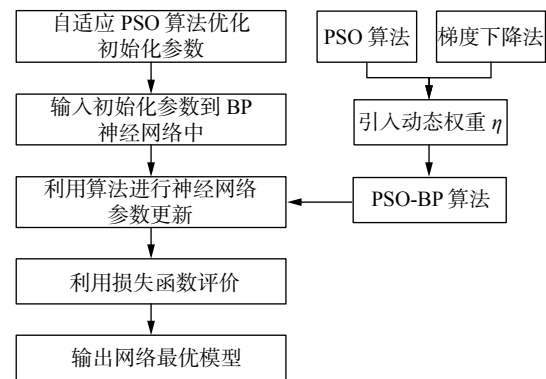 自适应 PSO 算法优化
初始化参数
输入初始化参数到 BP
神经网络中
利用算法进行神经网络
参数更新
利用损失函数评价
输出网络最优模型
PSO 算法
梯度下降法
引入动态权重 η
PSO-BP 算法